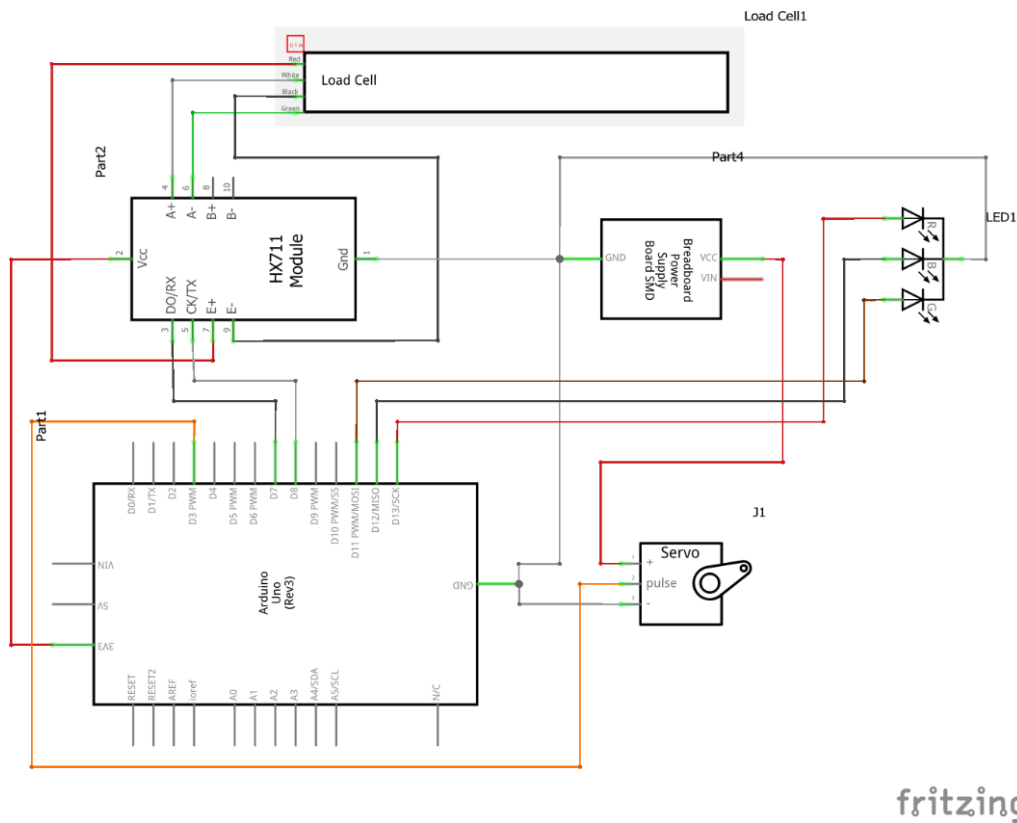 Load Cell1
0.1 in
Red
White
Black
Green
Load Cell
Part2
Part4
4
6
8
10
A+
A-
B+
B-
LED1
2
Vcc
HX711
Module
Gnd
1
GND
Breadboard
Power
Supply
Board SMD
VCC
VIN
R
B
G
DO/RX
CK/TX
E+
E-
3
5
7
9
Part1
D0/RX
D1/TX
D2
D3 PWM
D4
D5 PWM
D6 PWM
D7
D8
D9 PWM
D10 PWM/SS
D11 PWM/MOSI
D12/MISO
D13/SCK
J1
VIN
5V
3V3
Arduino
Uno
(Rev3)
GND
Servo
+
pulse
-
RESET
RESET2
AREF
ioref
A0
A1
A2
A3
A4/SDA
A5/SCL
N/C
fritzing